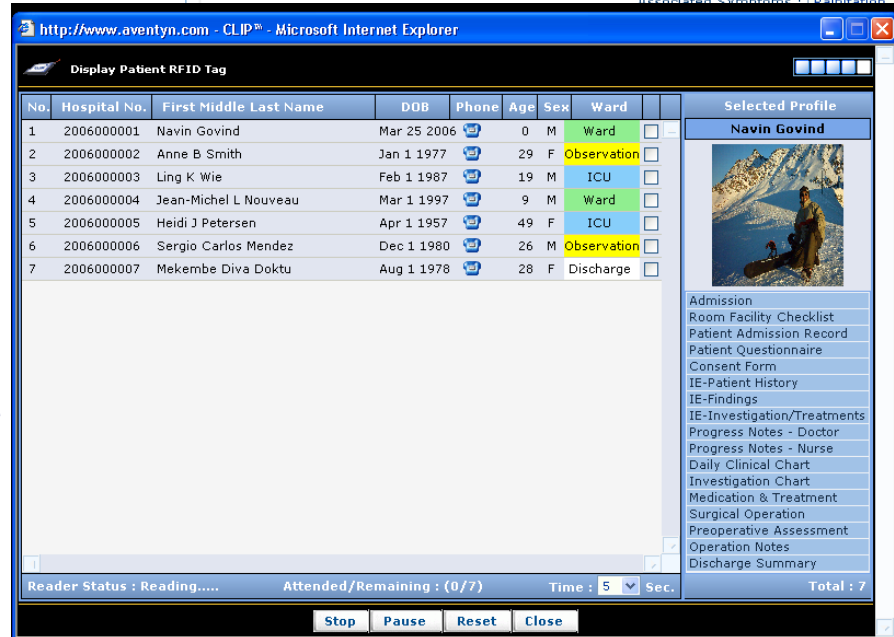 Associated Symptoms : Palpitation
http://www.aventyn.com - CLIP™ - Microsoft Internet Explorer
Display Patient RFID Tag
No. Hospital No. First Middle Last Name DOB Phone Age Sex Ward Selected Profile
1 2006000001 Navin Govind Mar 25 2006 0 M Ward Navin Govind
2 2006000002 Anne B Smith Jan 1 1977 29 F Observation
3 2006000003 Ling K Wie Feb 1 1987 19 M ICU
4 2006000004 Jean-Michel L Nouveau Mar 1 1997 9 M Ward
5 2006000005 Heidi J Petersen Apr 1 1957 49 F ICU
6 2006000006 Sergio Carlos Mendez Dec 1 1980 26 M Observation
7 2006000007 Mekembe Diva Doktu Aug 1 1978 28 F Discharge
Admission
Room Facility Checklist
Patient Admission Record
Patient Questionnaire
Consent Form
IE-Patient History
IE-Findings
IE-Investigation/Treatments
Progress Notes - Doctor
Progress Notes - Nurse
Daily Clinical Chart
Investigation Chart
Medication & Treatment
Surgical Operation
Preoperative Assessment
Operation Notes
Discharge Summary
Reader Status : Reading..... Attended/Remaining : (0/7) Time : 5 Sec. Total : 7
Stop Pause Reset Close